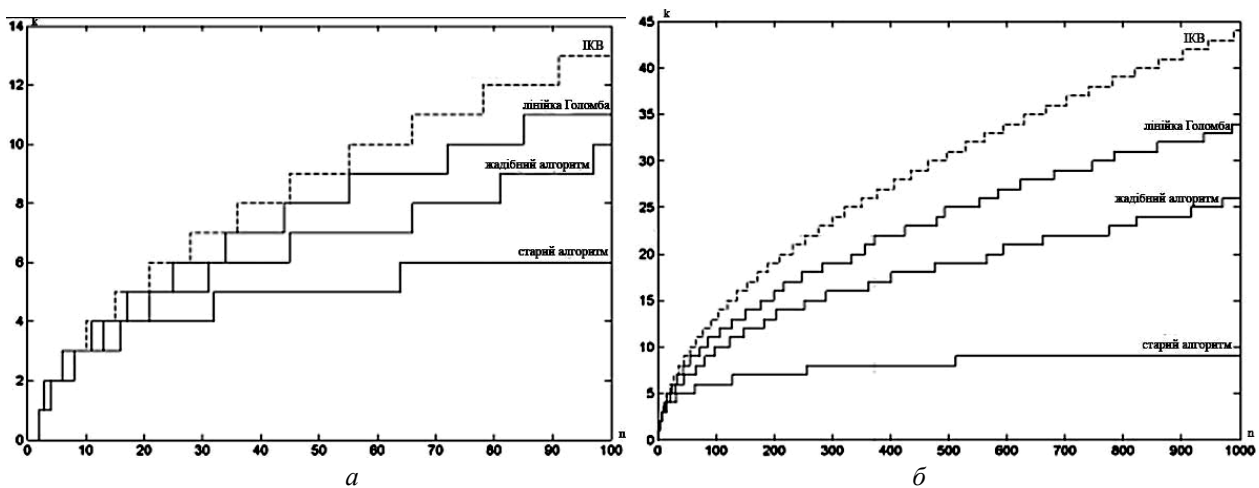 k
14
12
10
8
6
4
2
0
ІКВ
лінійка Голомба
жадібний алгоритм
старий алгоритм
0 10 20 30 40 50 60 70 80 90 100 n
а
k
45
40
35
30
25
20
15
10
5
0
ІКВ
лінійка Голомба
жадібний алгоритм
старий алгоритм
0 100 200 300 400 500 600 700 800 900 1000 n
б